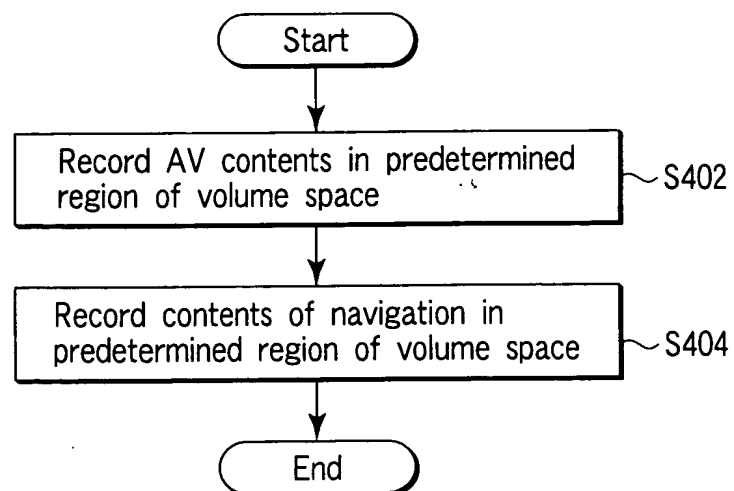 Start
Record AV contents in predetermined
region of volume space
S402
Record contents of navigation in
predetermined region of volume space
S404
End